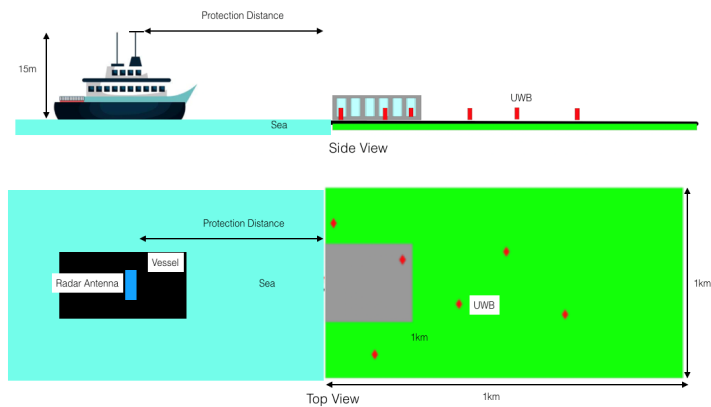 Protection Distance
15m
UWB
Sea
Side View
Protection Distance
Vessel
Radar Antenna
Sea
UWB
1km
1km
1km
Top View